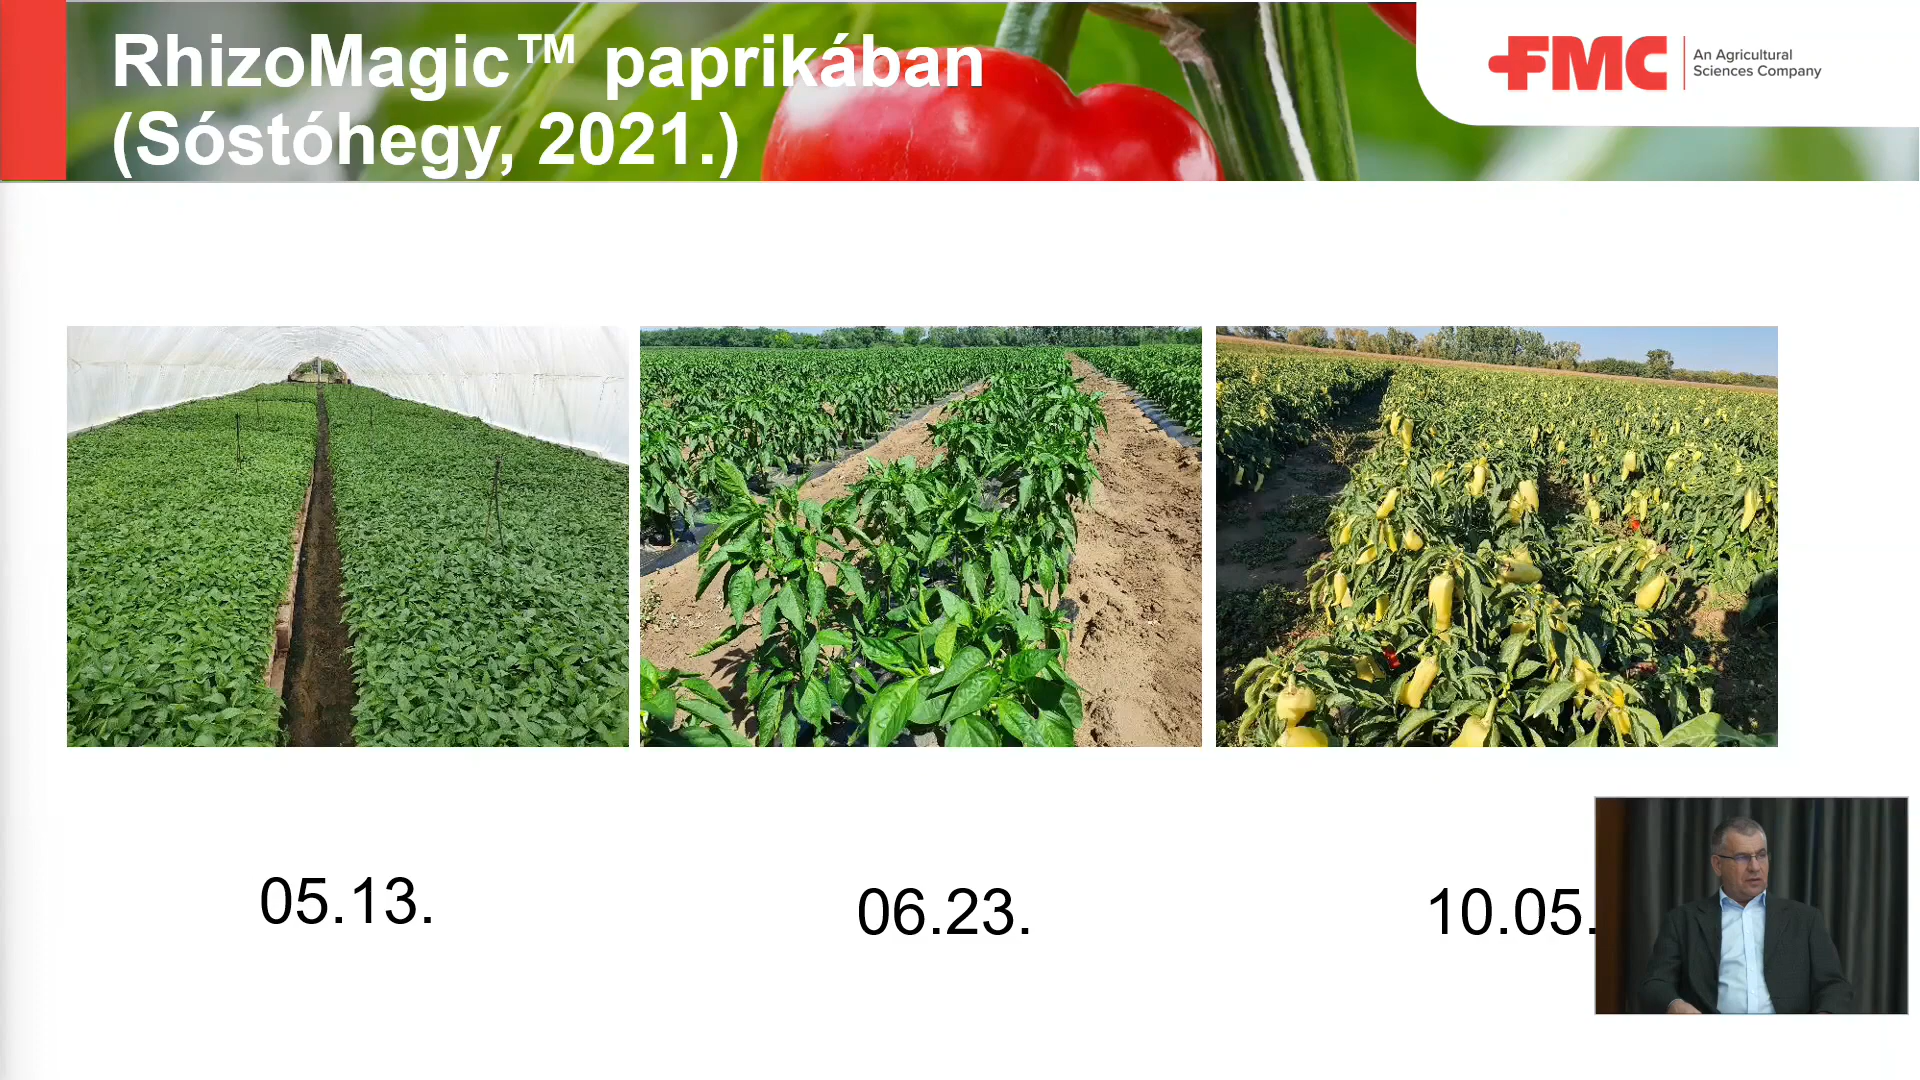 RhizoMagic™ paprikában
(Sóstóhegy, 2021.)
FMC
An Agricultural
Sciences Company
05.13.
06.23.
10.05.